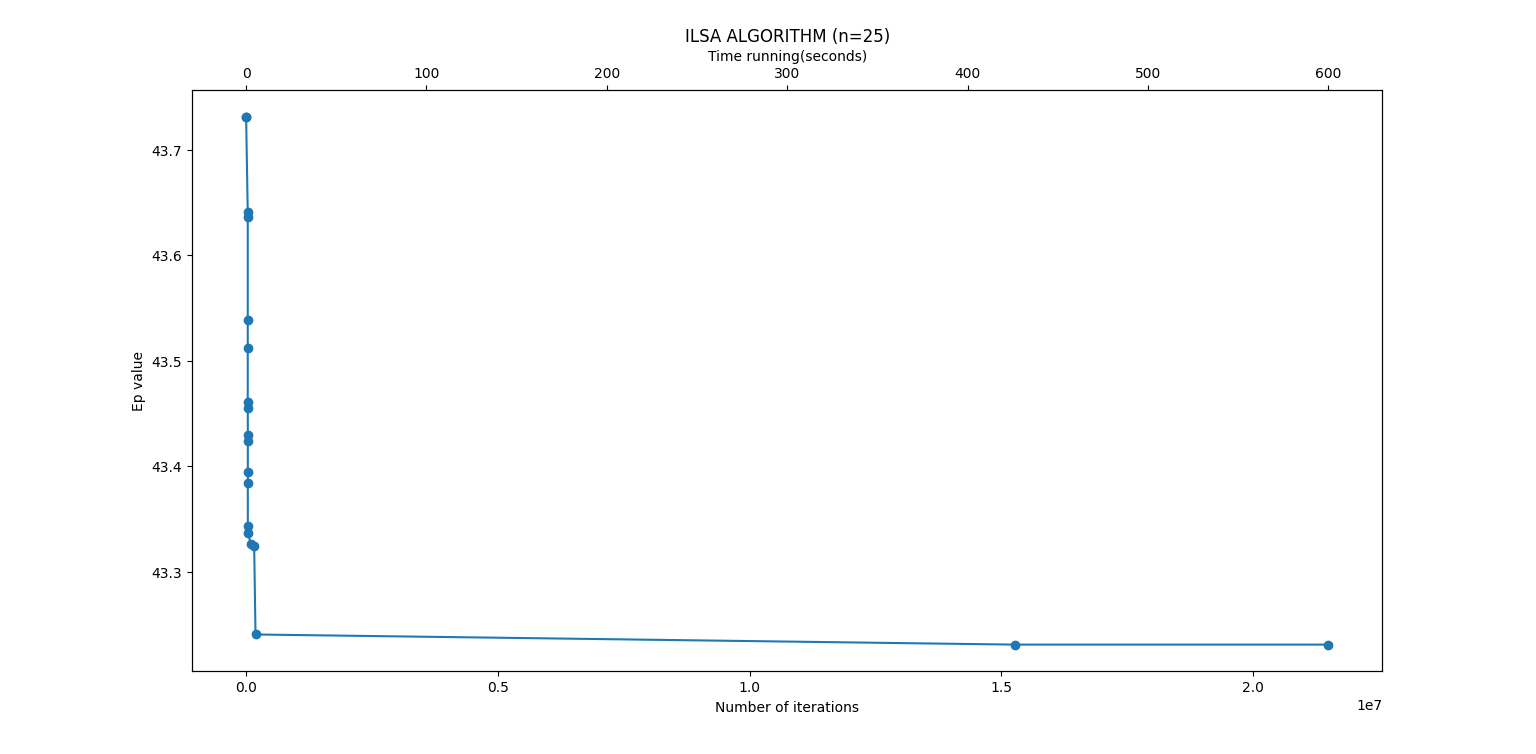 ILSA ALGORITHM (n=25)
Time running(seconds)
0 100 200 300 400 500 600
43.7
43.6
43.5
43.4
43.3
Ep value
0.0 0.5 1.0 1.5 2.0
1e7
Number of iterations